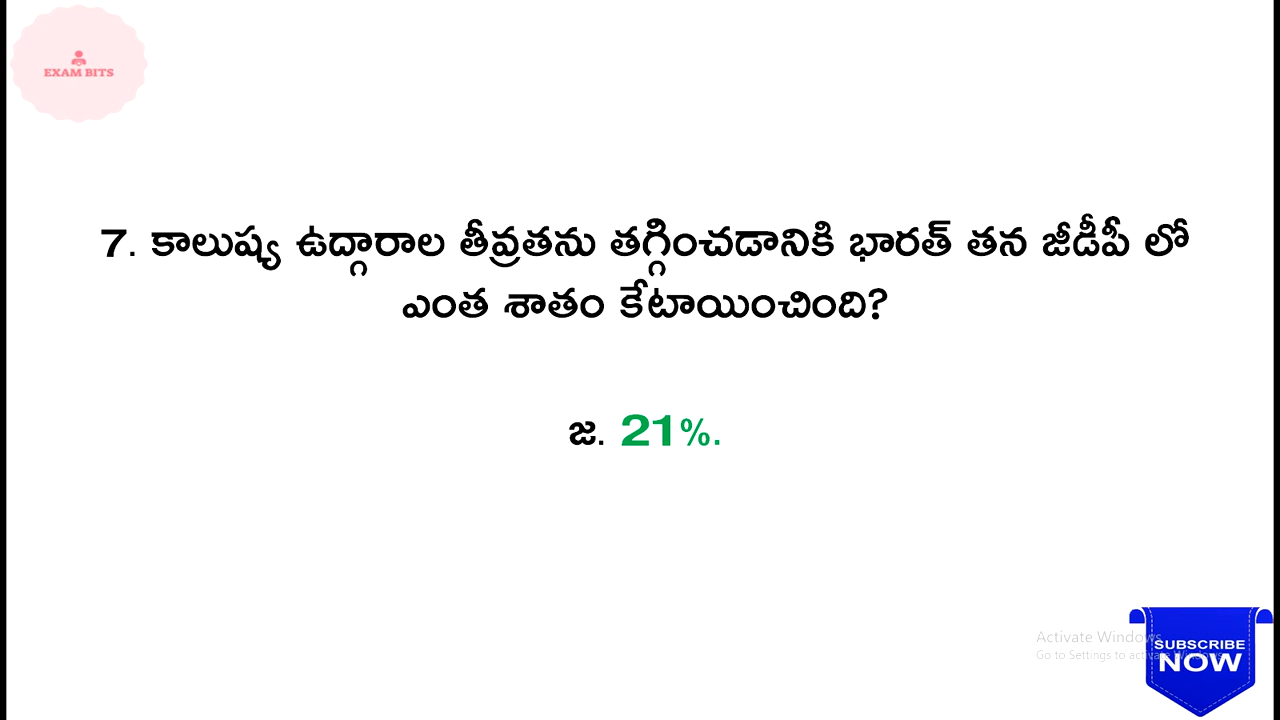 EXAM BITS
7. కాలుష్య ఉద్గారాల తీవ్రతను తగ్గించడానికి భారత్ తన జీడీపీ లో
ఎంత శాతం కేటాయించింది?
జ. 21%.
Activate Windows
Go to Settings to activate Windows.
SUBSCRIBE
NOW